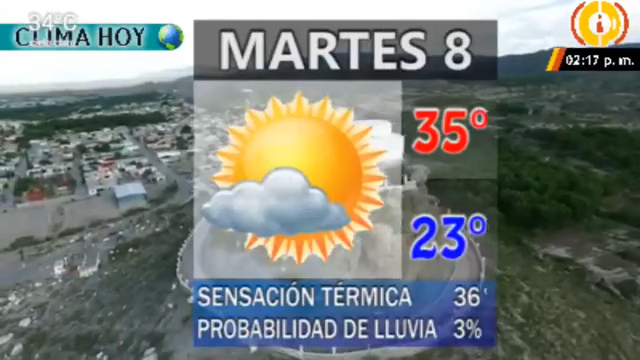 34°C
CLIMA HOY
MARTES 8
02:17 p. m.
35°
23°
SENSACIÓN TÉRMICA 36°
PROBABILIDAD DE LLUVIA 3%